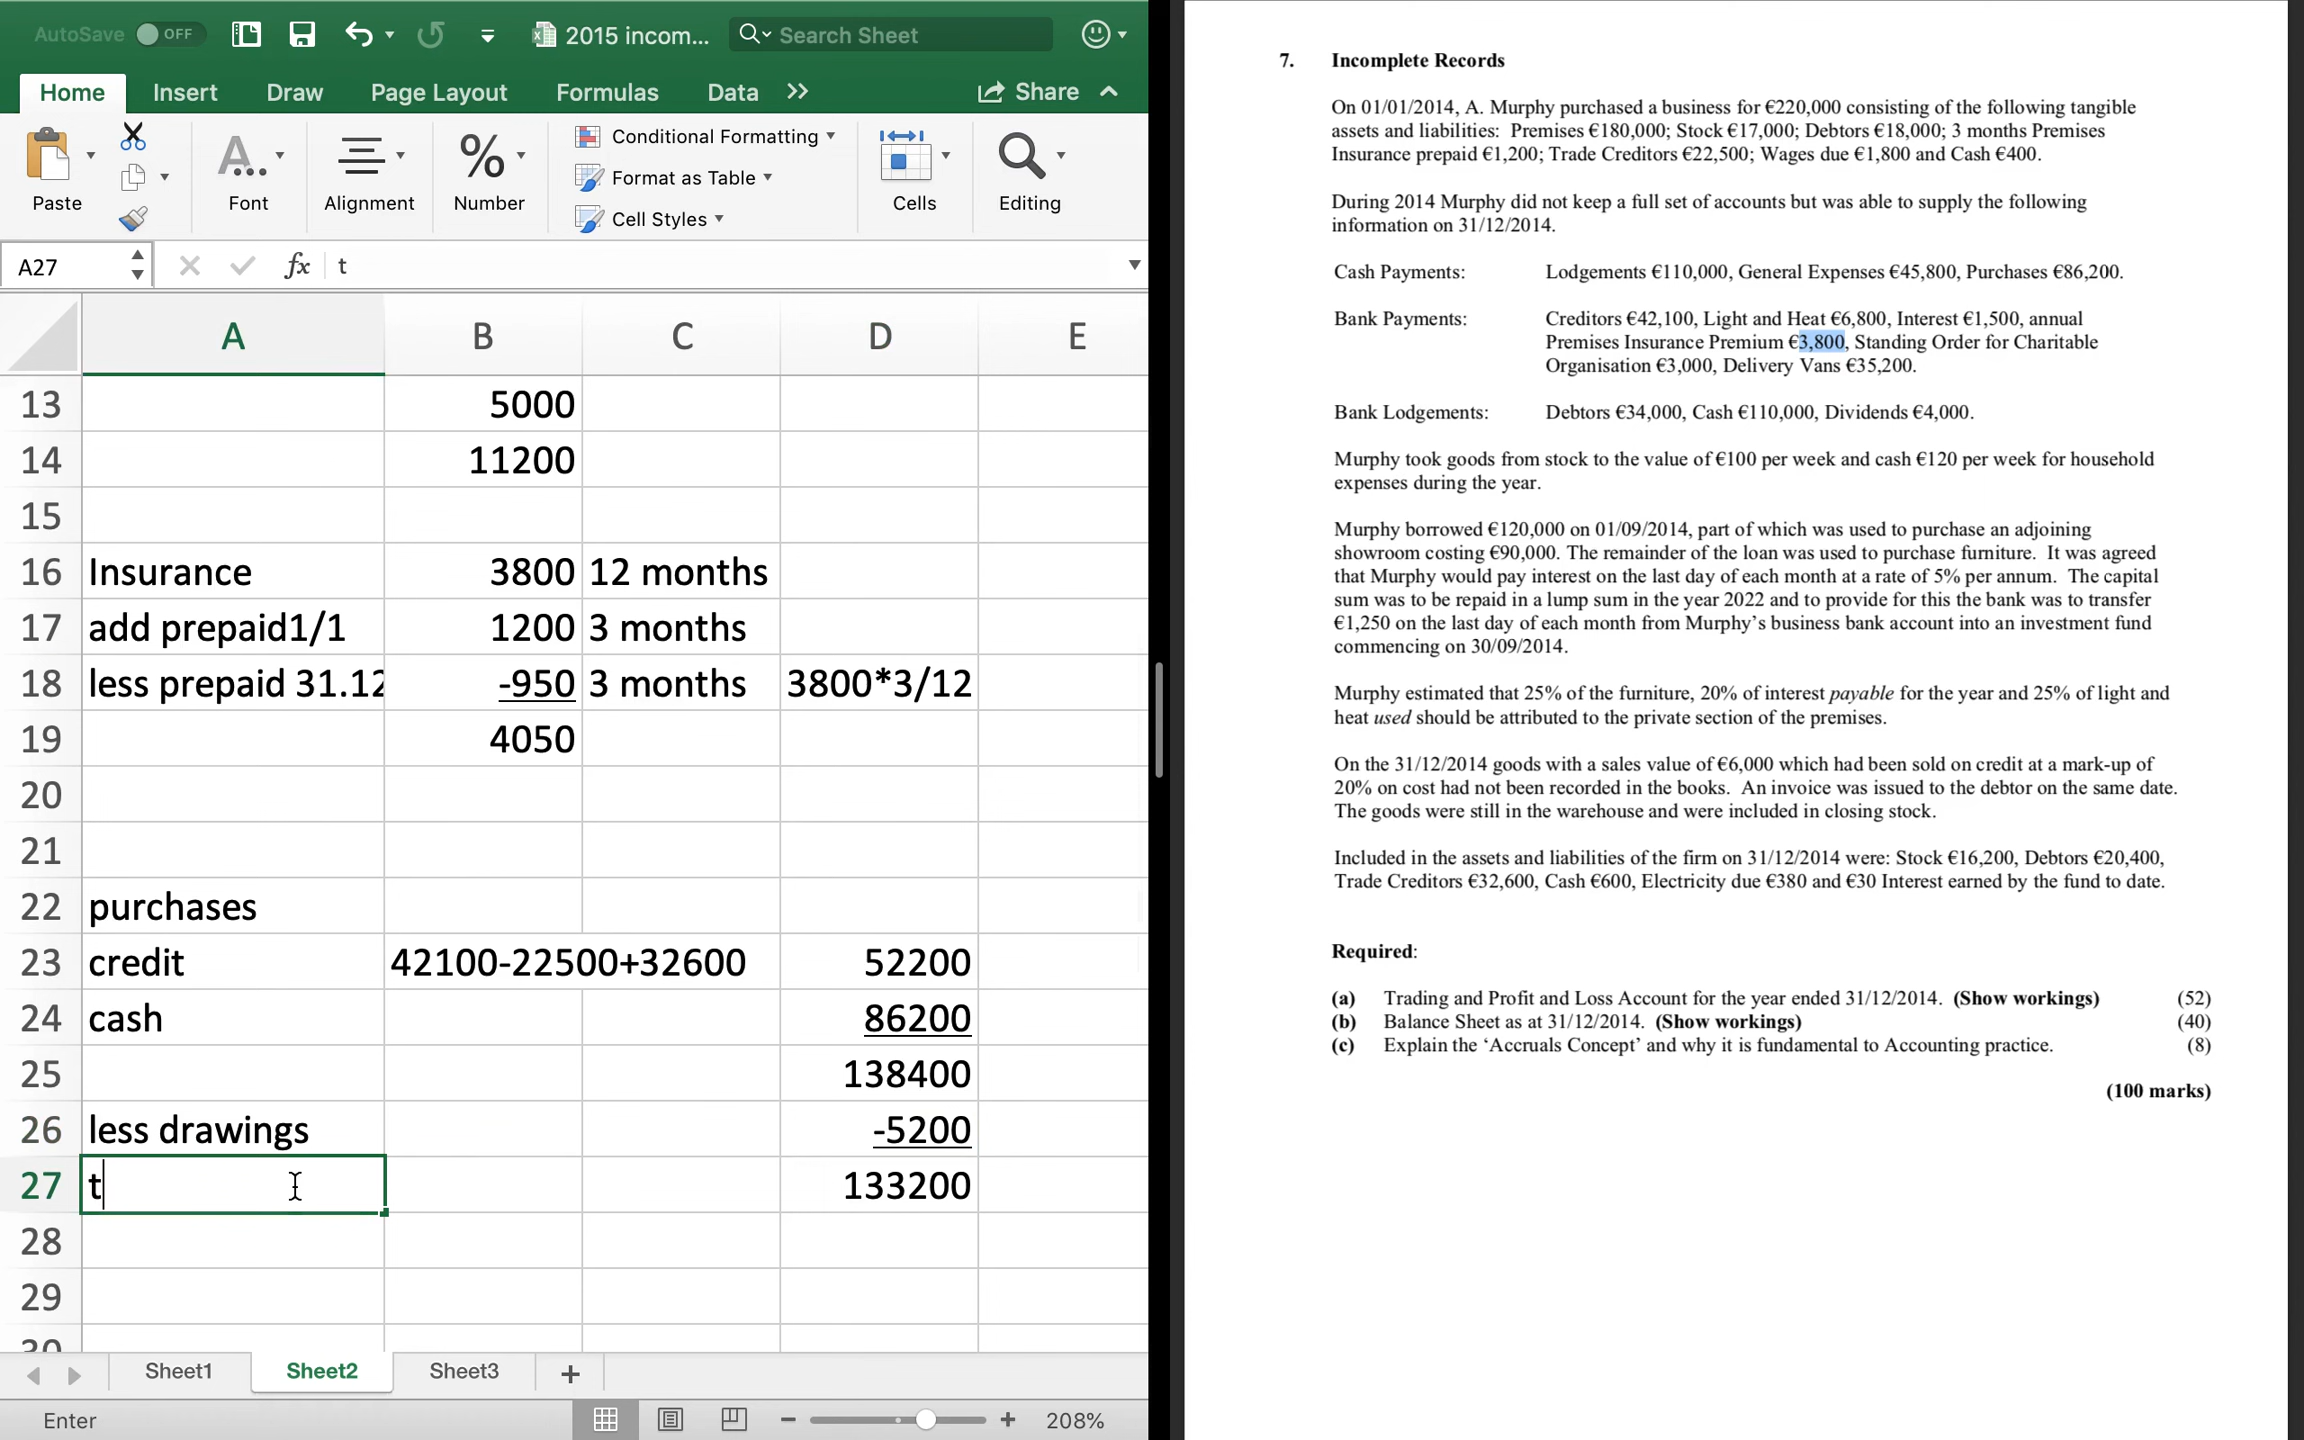 AutoSave OFF 2015 incom... Search Sheet
Home Insert Draw Page Layout Formulas Data >> Share
Paste Font Alignment % Number Conditional Formatting Format as Table Cell Styles Cells Editing
A27 fx t
A B C D E
13 5000
14 11200
15
16 Insurance 3800 12 months
17 add prepaid1/1 1200 3 months
18 less prepaid 31.12 -950 3 months 3800*3/12
19 4050
20
21
22 purchases
23 credit 42100-22500+32600 52200
24 cash 86200
25 138400
26 less drawings -5200
27 t 133200
28
29
30
Sheet1 Sheet2 Sheet3 +
Enter 208%
7. Incomplete Records
On 01/01/2014, A. Murphy purchased a business for €220,000 consisting of the following tangible
assets and liabilities: Premises €180,000; Stock €17,000; Debtors €18,000; 3 months Premises
Insurance prepaid €1,200; Trade Creditors €22,500; Wages due €1,800 and Cash €400.
During 2014 Murphy did not keep a full set of accounts but was able to supply the following
information on 31/12/2014.
Cash Payments: Lodgements €110,000, General Expenses €45,800, Purchases €86,200.
Bank Payments: Creditors €42,100, Light and Heat €6,800, Interest €1,500, annual
Premises Insurance Premium €3,800, Standing Order for Charitable
Organisation €3,000, Delivery Vans €35,200.
Bank Lodgements: Debtors €34,000, Cash €110,000, Dividends €4,000.
Murphy took goods from stock to the value of €100 per week and cash €120 per week for household
expenses during the year.
Murphy borrowed €120,000 on 01/09/2014, part of which was used to purchase an adjoining
showroom costing €90,000. The remainder of the loan was used to purchase furniture. It was agreed
that Murphy would pay interest on the last day of each month at a rate of 5% per annum. The capital
sum was to be repaid in a lump sum in the year 2022 and to provide for this the bank was to transfer
€1,250 on the last day of each month from Murphy's business bank account into an investment fund
commencing on 30/09/2014.
Murphy estimated that 25% of the furniture, 20% of interest payable for the year and 25% of light and
heat used should be attributed to the private section of the premises.
On the 31/12/2014 goods with a sales value of €6,000 which had been sold on credit at a mark-up of
20% on cost had not been recorded in the books. An invoice was issued to the debtor on the same date.
The goods were still in the warehouse and were included in closing stock.
Included in the assets and liabilities of the firm on 31/12/2014 were: Stock €16,200, Debtors €20,400,
Trade Creditors €32,600, Cash €600, Electricity due €380 and €30 Interest earned by the fund to date.
Required:
(a) Trading and Profit and Loss Account for the year ended 31/12/2014. (Show workings) (52)
(b) Balance Sheet as at 31/12/2014. (Show workings) (40)
(c) Explain the ‘Accruals Concept’ and why it is fundamental to Accounting practice. (8)
(100 marks)